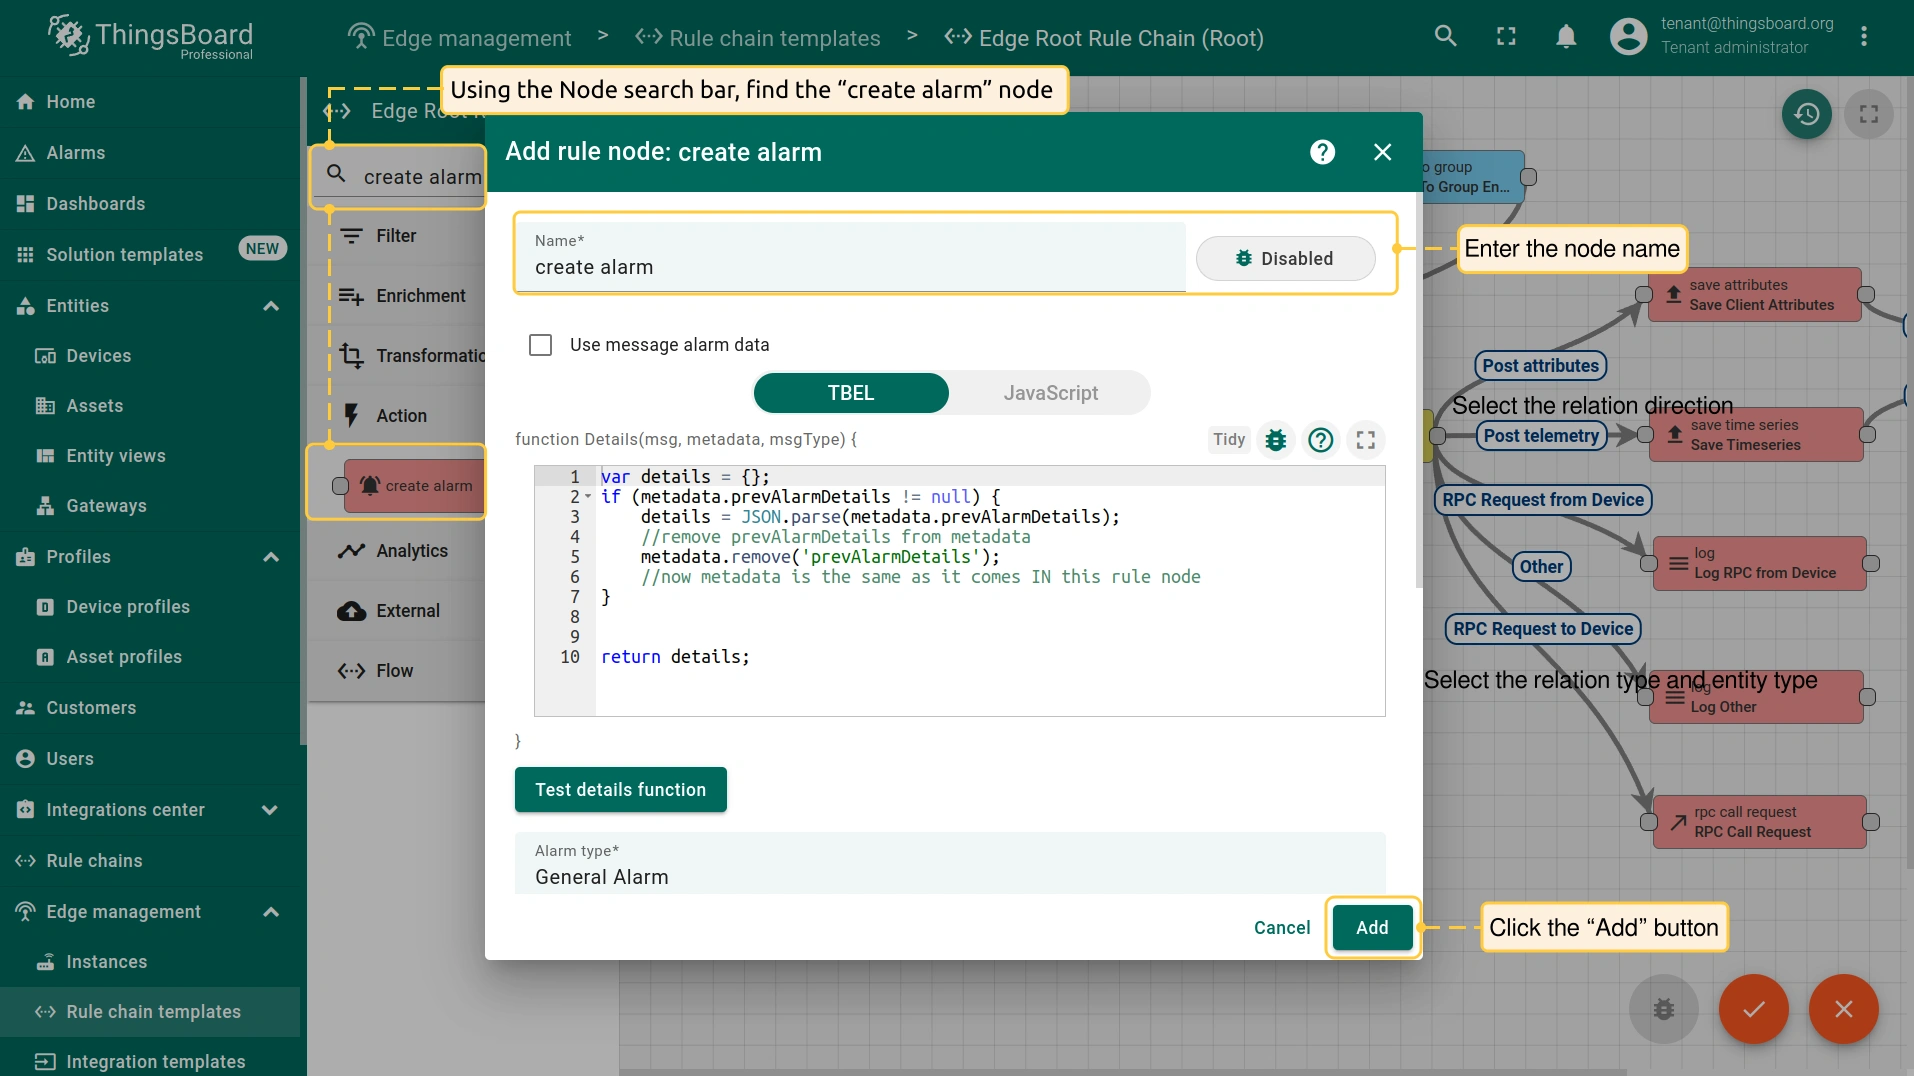 ThingsBoard
Professional
Edge management > Rule chain templates > Edge Root Rule Chain (Root)
tenant@thingsboard.org
Tenant administrator
Home
Alarms
Dashboards
Solution templates NEW
Entities
Devices
Assets
Entity views
Gateways
Profiles
Device profiles
Asset profiles
Customers
Users
Integrations center
Rule chains
Edge management
Instances
Rule chain templates
Integration templates
Using the Node search bar, find the “create alarm” node
Edge
create alarm
Filter
Enrichment
Action
create alarm
Analytics
External
Flow
Add rule node: create alarm
Name*
create alarm
Disabled
Enter the node name
Use message alarm data
TBEL JavaScript
function Details(msg, metadata, msgType) {
Tidy
1 var details = {};
2 if (metadata.prevAlarmDetails != null) {
3 details = JSON.parse(metadata.prevAlarmDetails);
4 //remove prevAlarmDetails from metadata
5 metadata.remove('prevAlarmDetails');
6 //now metadata is the same as it comes IN this rule node
7 }
8
9
10 return details;
}
Test details function
Alarm type*
General Alarm
Cancel Add
Click the “Add” button
o group
To Group En...
save attributes
Save Client Attributes
Post attributes
Select the relation direction
save time series
Save Timeseries
Post telemetry
RPC Request from Device
log
Log RPC from Device
Other
RPC Request to Device
Select the relation type and entity type
log
Log Other
rpc call request
RPC Call Request